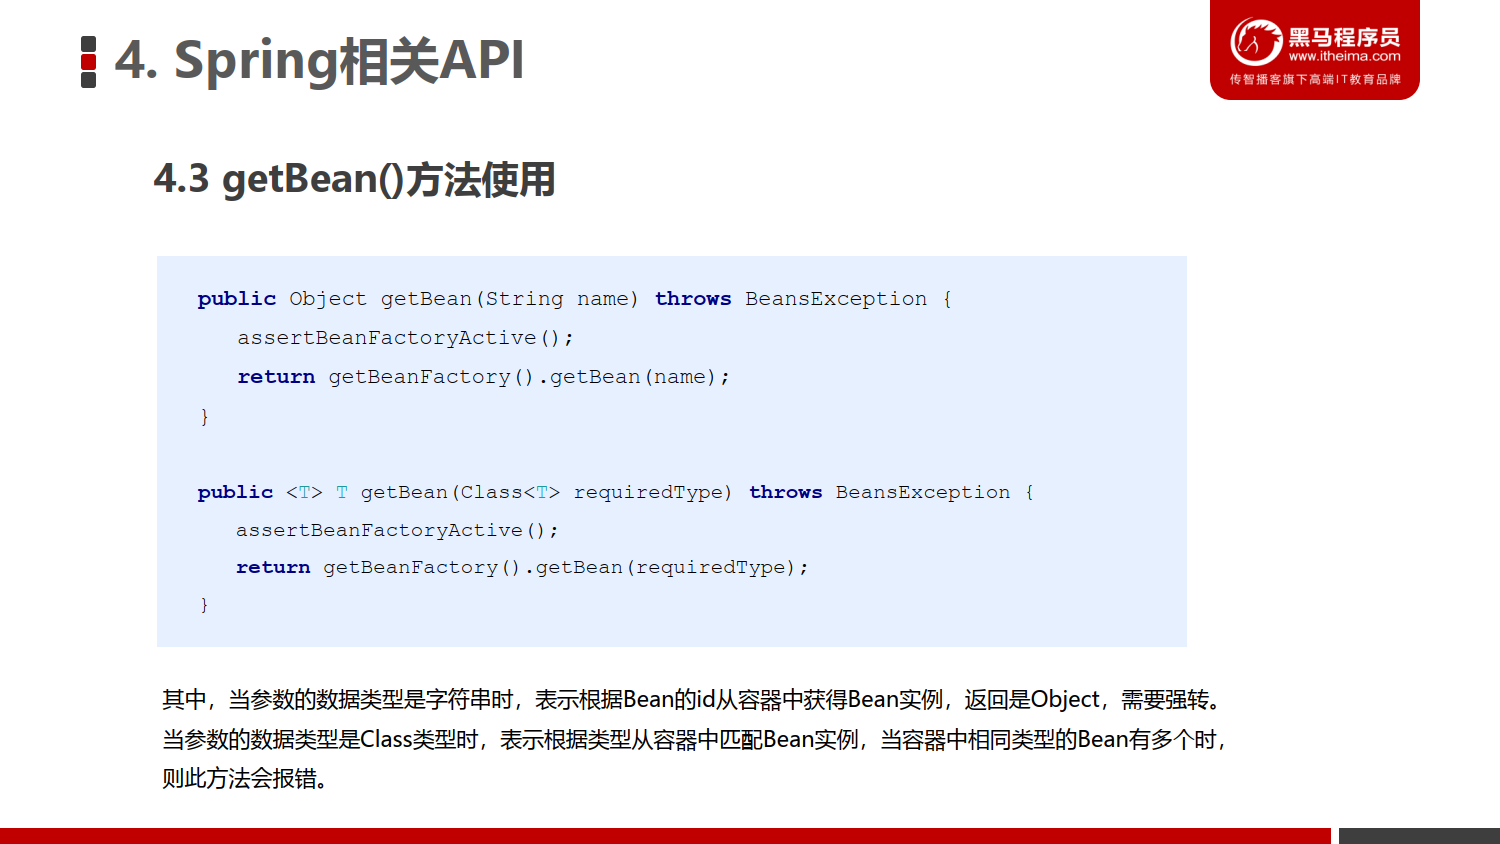 4. Spring相关API
黑马程序员
www.itheima.com
传智播客旗下高端IT教育品牌
4.3 getBean()方法使用
public Object getBean(String name) throws BeansException {
assertBeanFactoryActive();
return getBeanFactory().getBean(name);
}
public <T> T getBean(Class<T> requiredType) throws BeansException {
assertBeanFactoryActive();
return getBeanFactory().getBean(requiredType);
}
其中，当参数的数据类型是字符串时，表示根据Bean的id从容器中获得Bean实例，返回是Object，需要强转。
当参数的数据类型是Class类型时，表示根据类型从容器中匹配Bean实例，当容器中相同类型的Bean有多个时，
则此方法会报错。